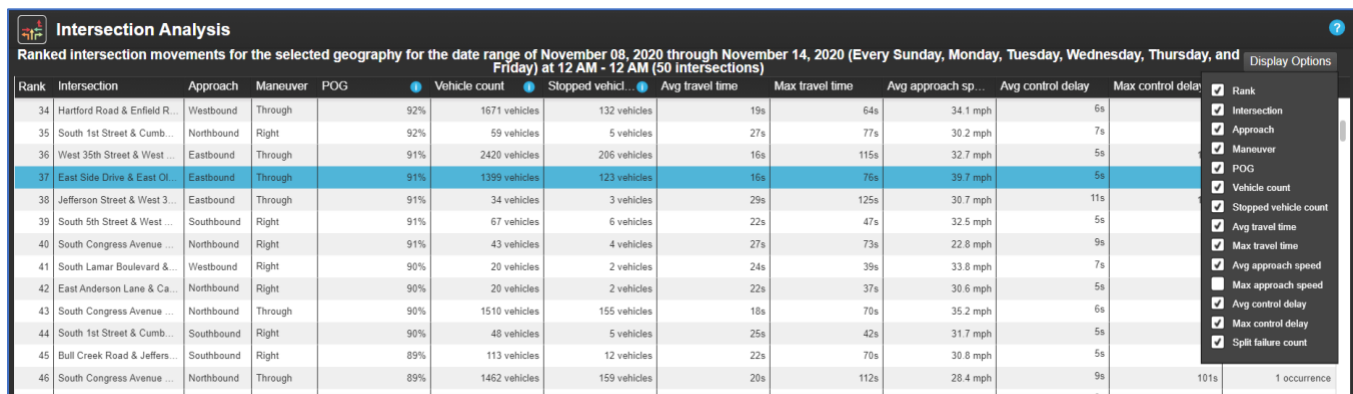 Intersection Analysis
Ranked intersection movements for the selected geography for the date range of November 08, 2020 through November 14, 2020 (Every Sunday, Monday, Tuesday, Wednesday, Thursday, and
Friday) at 12 AM - 12 AM (50 intersections)
Display Options
Rank Intersection Approach Maneuver POG Vehicle count Stopped vehicl... Avg travel time Max travel time Avg approach sp... Avg control delay Max control delay
34 Hartford Road & Enfield R... Westbound Through 92% 1671 vehicles 132 vehicles 19s 64s 34.1 mph 6s
35 South 1st Street & Cumb... Northbound Right 92% 59 vehicles 5 vehicles 27s 77s 30.2 mph 7s
36 West 35th Street & West ... Eastbound Through 91% 2420 vehicles 206 vehicles 16s 115s 32.7 mph 5s
37 East Side Drive & East Ol... Eastbound Through 91% 1399 vehicles 123 vehicles 16s 76s 39.7 mph 5s
38 Jefferson Street & West 3... Eastbound Through 91% 34 vehicles 3 vehicles 29s 125s 30.7 mph 11s
39 South 5th Street & West ... Southbound Right 91% 67 vehicles 6 vehicles 22s 47s 32.5 mph 5s
40 South Congress Avenue ... Northbound Right 91% 43 vehicles 4 vehicles 27s 73s 22.8 mph 9s
41 South Lamar Boulevard &... Westbound Right 90% 20 vehicles 2 vehicles 24s 39s 33.8 mph 7s
42 East Anderson Lane & Ca... Northbound Right 90% 20 vehicles 2 vehicles 22s 37s 30.6 mph 5s
43 South Congress Avenue ... Northbound Through 90% 1510 vehicles 155 vehicles 18s 70s 35.2 mph 6s
44 South 1st Street & Cumb... Southbound Right 90% 48 vehicles 5 vehicles 25s 42s 31.7 mph 5s
45 Bull Creek Road & Jeffers... Southbound Right 89% 113 vehicles 12 vehicles 22s 70s 30.8 mph 5s
46 South Congress Avenue ... Northbound Through 89% 1462 vehicles 159 vehicles 20s 112s 28.4 mph 9s 101s 1 occurrence
Rank
Intersection
Approach
Maneuver
POG
Vehicle count
Stopped vehicle count
Avg travel time
Max travel time
Avg approach speed
Max approach speed
Avg control delay
Max control delay
Split failure count